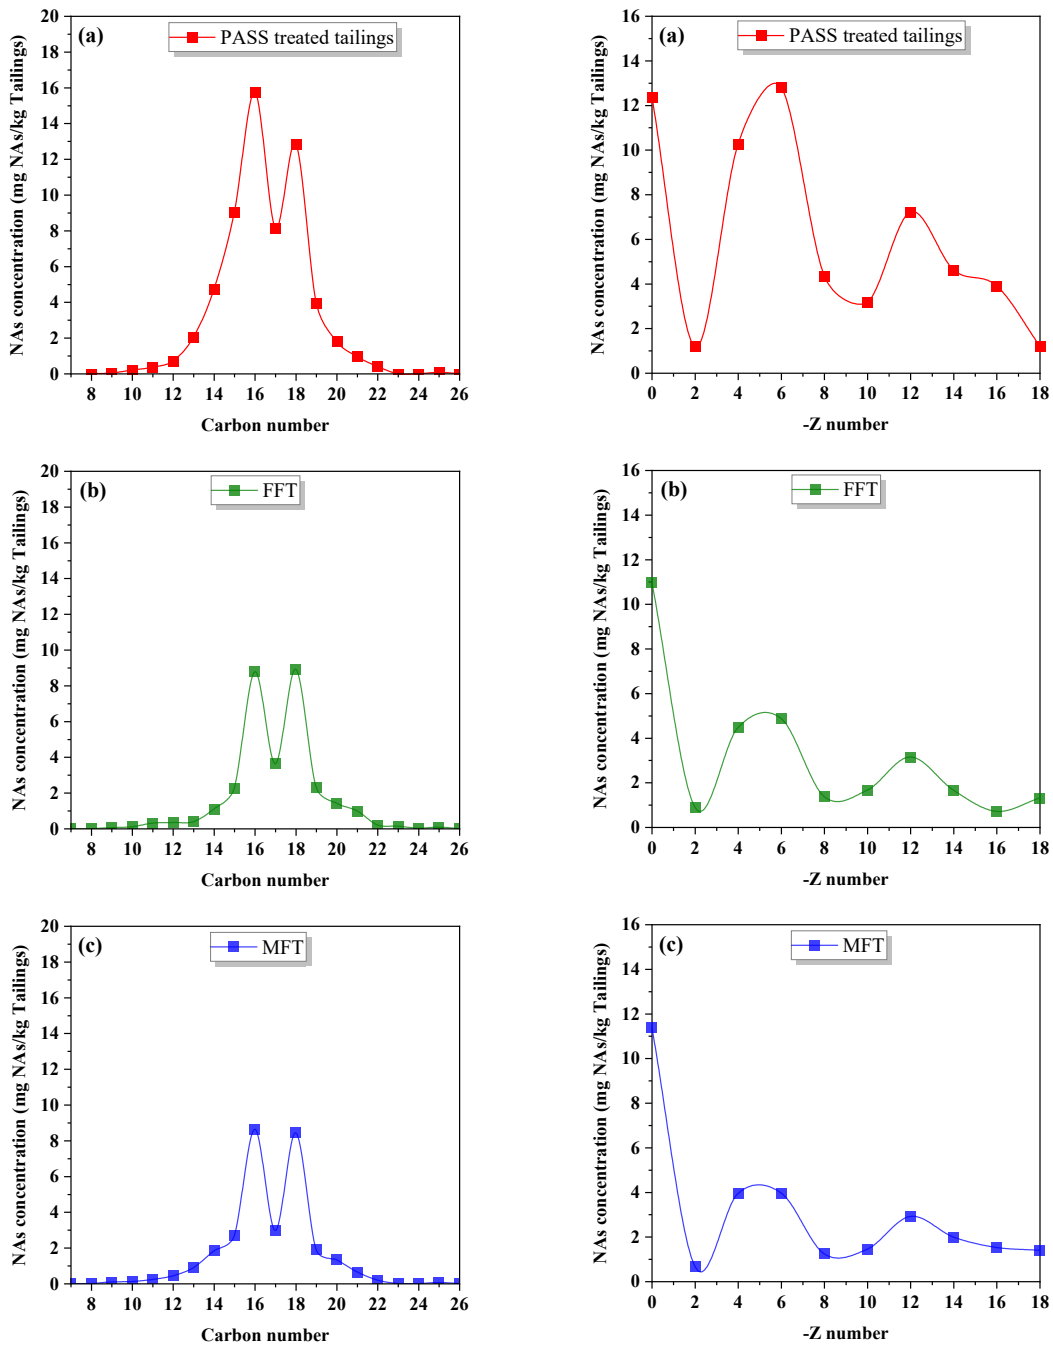 (a)
PASS treated tailings
NAs concentration (mg NAs/kg Tailings)
20
18
16
14
12
10
8
6
4
2
0
8 10 12 14 16 18 20 22 24 26
Carbon number
(a)
PASS treated tailings
NAs concentration (mg NAs/kg Tailings)
16
14
12
10
8
6
4
2
0
0 2 4 6 8 10 12 14 16 18
-Z number
(b)
FFT
NAs concentration (mg NAs/kg Tailings)
20
18
16
14
12
10
8
6
4
2
0
8 10 12 14 16 18 20 22 24 26
Carbon number
(b)
FFT
NAs concentration (mg NAs/kg Tailings)
16
14
12
10
8
6
4
2
0
0 2 4 6 8 10 12 14 16 18
-Z number
(c)
MFT
NAs concentration (mg NAs/kg Tailings)
20
18
16
14
12
10
8
6
4
2
0
8 10 12 14 16 18 20 22 24 26
Carbon number
(c)
MFT
NAs concentration (mg NAs/kg Tailings)
16
14
12
10
8
6
4
2
0
0 2 4 6 8 10 12 14 16 18
-Z number